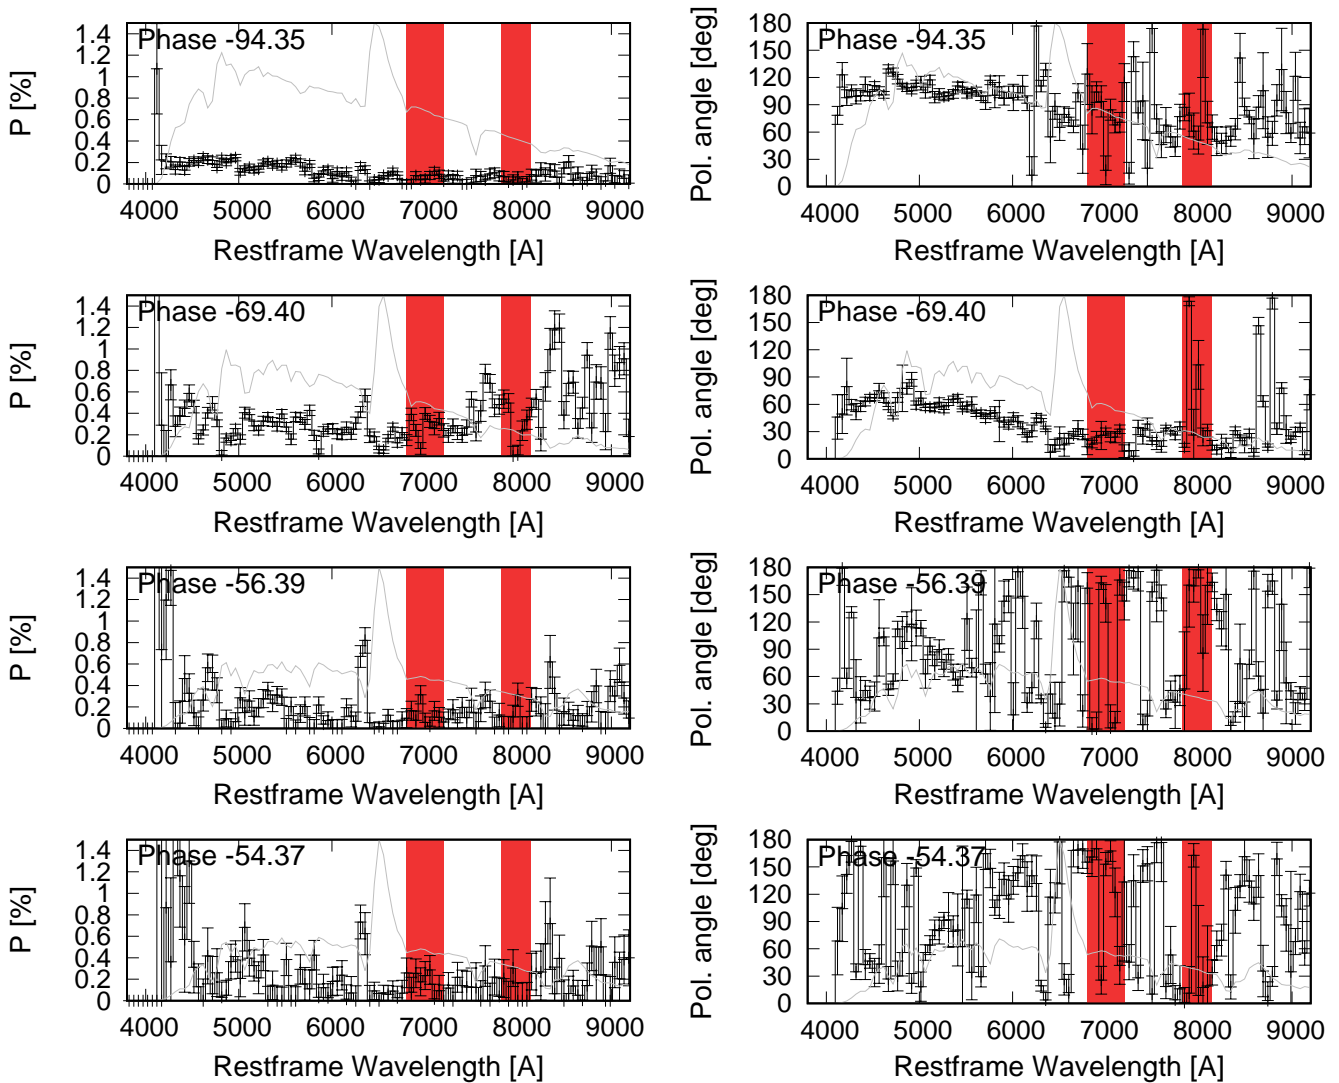 Phase -94.35
P [%]
1.4
1.2
1
0.8
0.6
0.4
0.2
0
4000 5000 6000 7000 8000 9000
Restframe Wavelength [A]
Phase -94.35
Pol. angle [deg]
180
150
120
90
60
30
0
4000 5000 6000 7000 8000 9000
Restframe Wavelength [A]
Phase -69.40
P [%]
1.4
1.2
1
0.8
0.6
0.4
0.2
0
4000 5000 6000 7000 8000 9000
Restframe Wavelength [A]
Phase -69.40
Pol. angle [deg]
180
150
120
90
60
30
0
4000 5000 6000 7000 8000 9000
Restframe Wavelength [A]
Phase -56.39
P [%]
1.4
1.2
1
0.8
0.6
0.4
0.2
0
4000 5000 6000 7000 8000 9000
Restframe Wavelength [A]
Phase -56.39
Pol. angle [deg]
180
150
120
90
60
30
0
4000 5000 6000 7000 8000 9000
Restframe Wavelength [A]
Phase -54.37
P [%]
1.4
1.2
1
0.8
0.6
0.4
0.2
0
4000 5000 6000 7000 8000 9000
Restframe Wavelength [A]
Phase -54.37
Pol. angle [deg]
180
150
120
90
60
30
0
4000 5000 6000 7000 8000 9000
Restframe Wavelength [A]